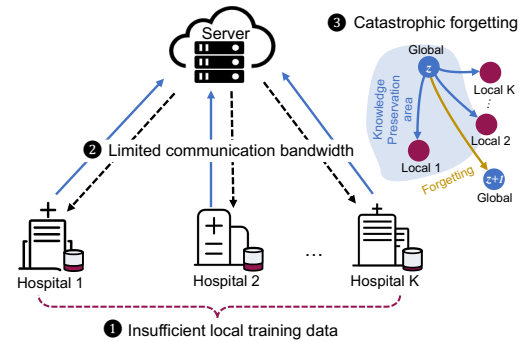 Server
❸ Catastrophic forgetting
Global
z
Local K
⋮
Knowledge
Preservation
area
Local 2
Local 1
Forgetting
z+1
Global
❷ Limited communication bandwidth
Hospital 1
Hospital 2
...
Hospital K
❶ Insufficient local training data